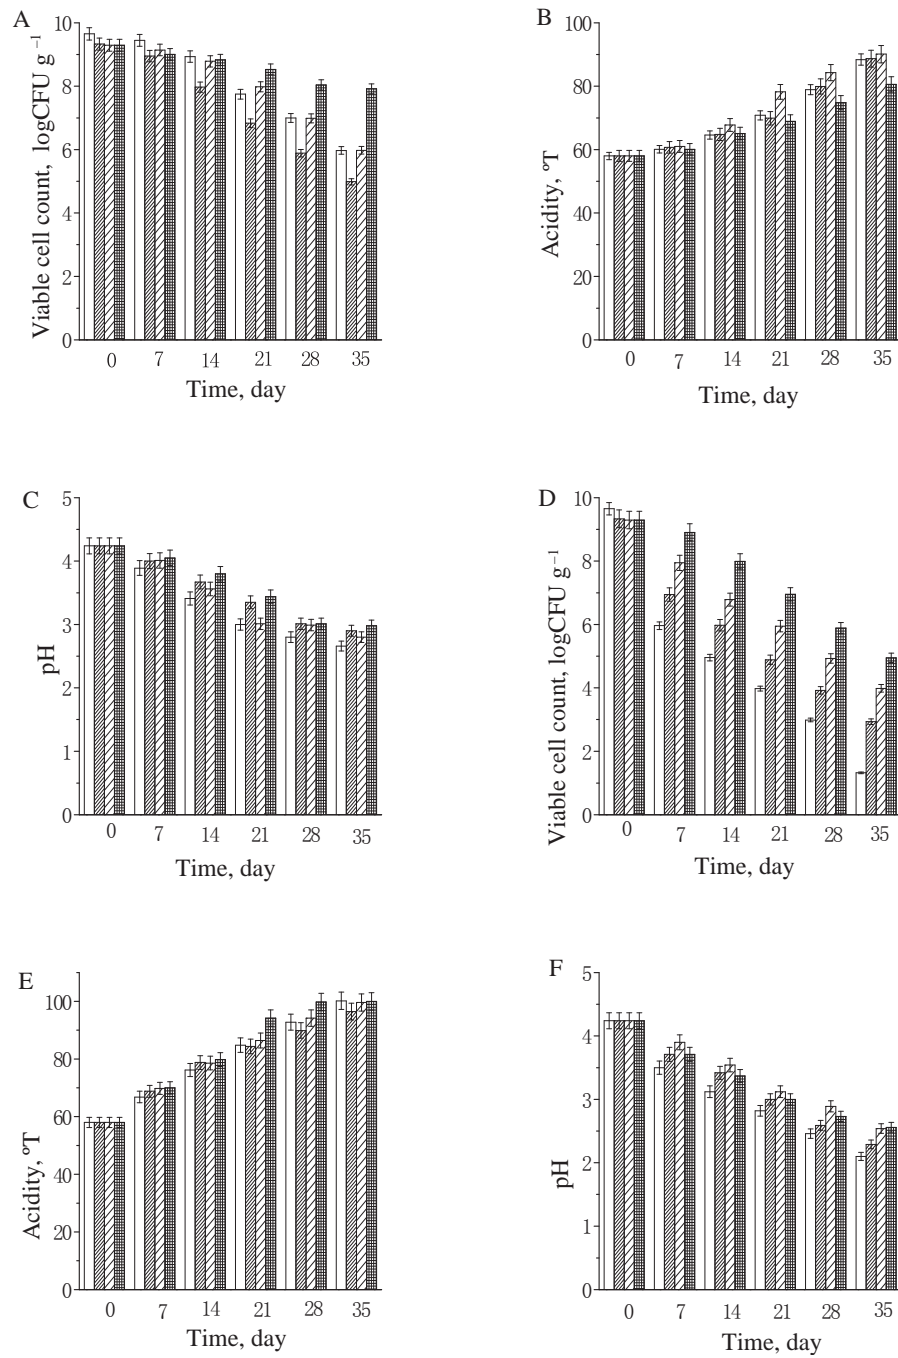 A
Viable cell count, logCFU g⁻¹
10
8
6
4
2
0
0 7 14 21 28 35
Time, day
B
Acidity, ºT
100
80
60
40
20
0
0 7 14 21 28 35
Time, day
C
pH
5
4
3
2
1
0
0 7 14 21 28 35
Time, day
D
Viable cell count, logCFU g⁻¹
10
8
6
4
2
0
0 7 14 21 28 35
Time, day
E
Acidity, ºT
100
80
60
40
20
0
0 7 14 21 28 35
Time, day
F
pH
5
4
3
2
1
0
0 7 14 21 28 35
Time, day